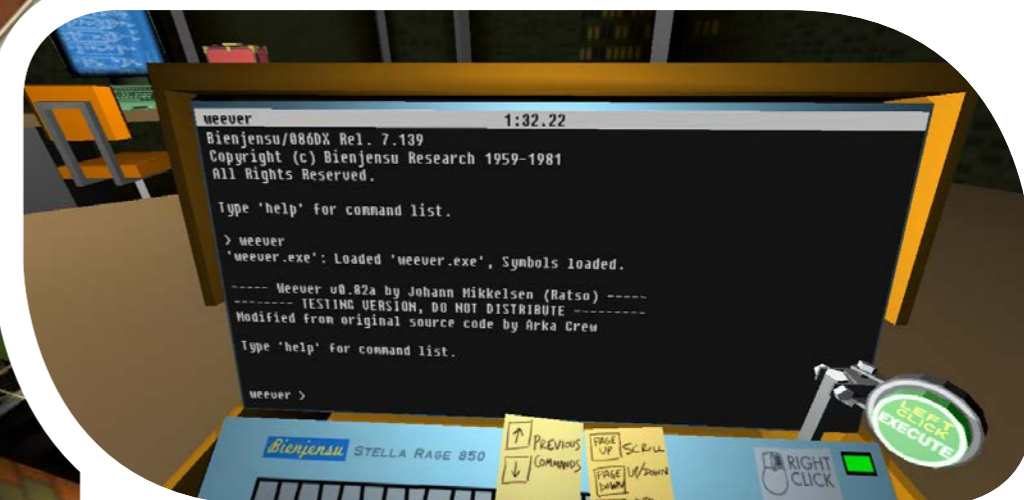 weever 1:32.22
Bienjensu/086DX Rel. 7.139
Copyright (c) Bienjensu Research 1959-1981
All Rights Reserved.
Type 'help' for command list.
> weever
'weever.exe': Loaded 'weever.exe', Symbols loaded.
----- Weever v0.82a by Johann Mikkelsen (Ratso) -----
-------- TESTING VERSION, DO NOT DISTRIBUTE ---------
Modified from original source code by Arka Crew
Type 'help' for command list.
weever >
LEFT
CLICK
EXECUTE
Bienjensu STELLA RAGE 850
↑ PREVIOUS
↓ COMMANDS
PAGE UP SCROLL
PAGE DOWN UP/DOWN
RIGHT
CLICK